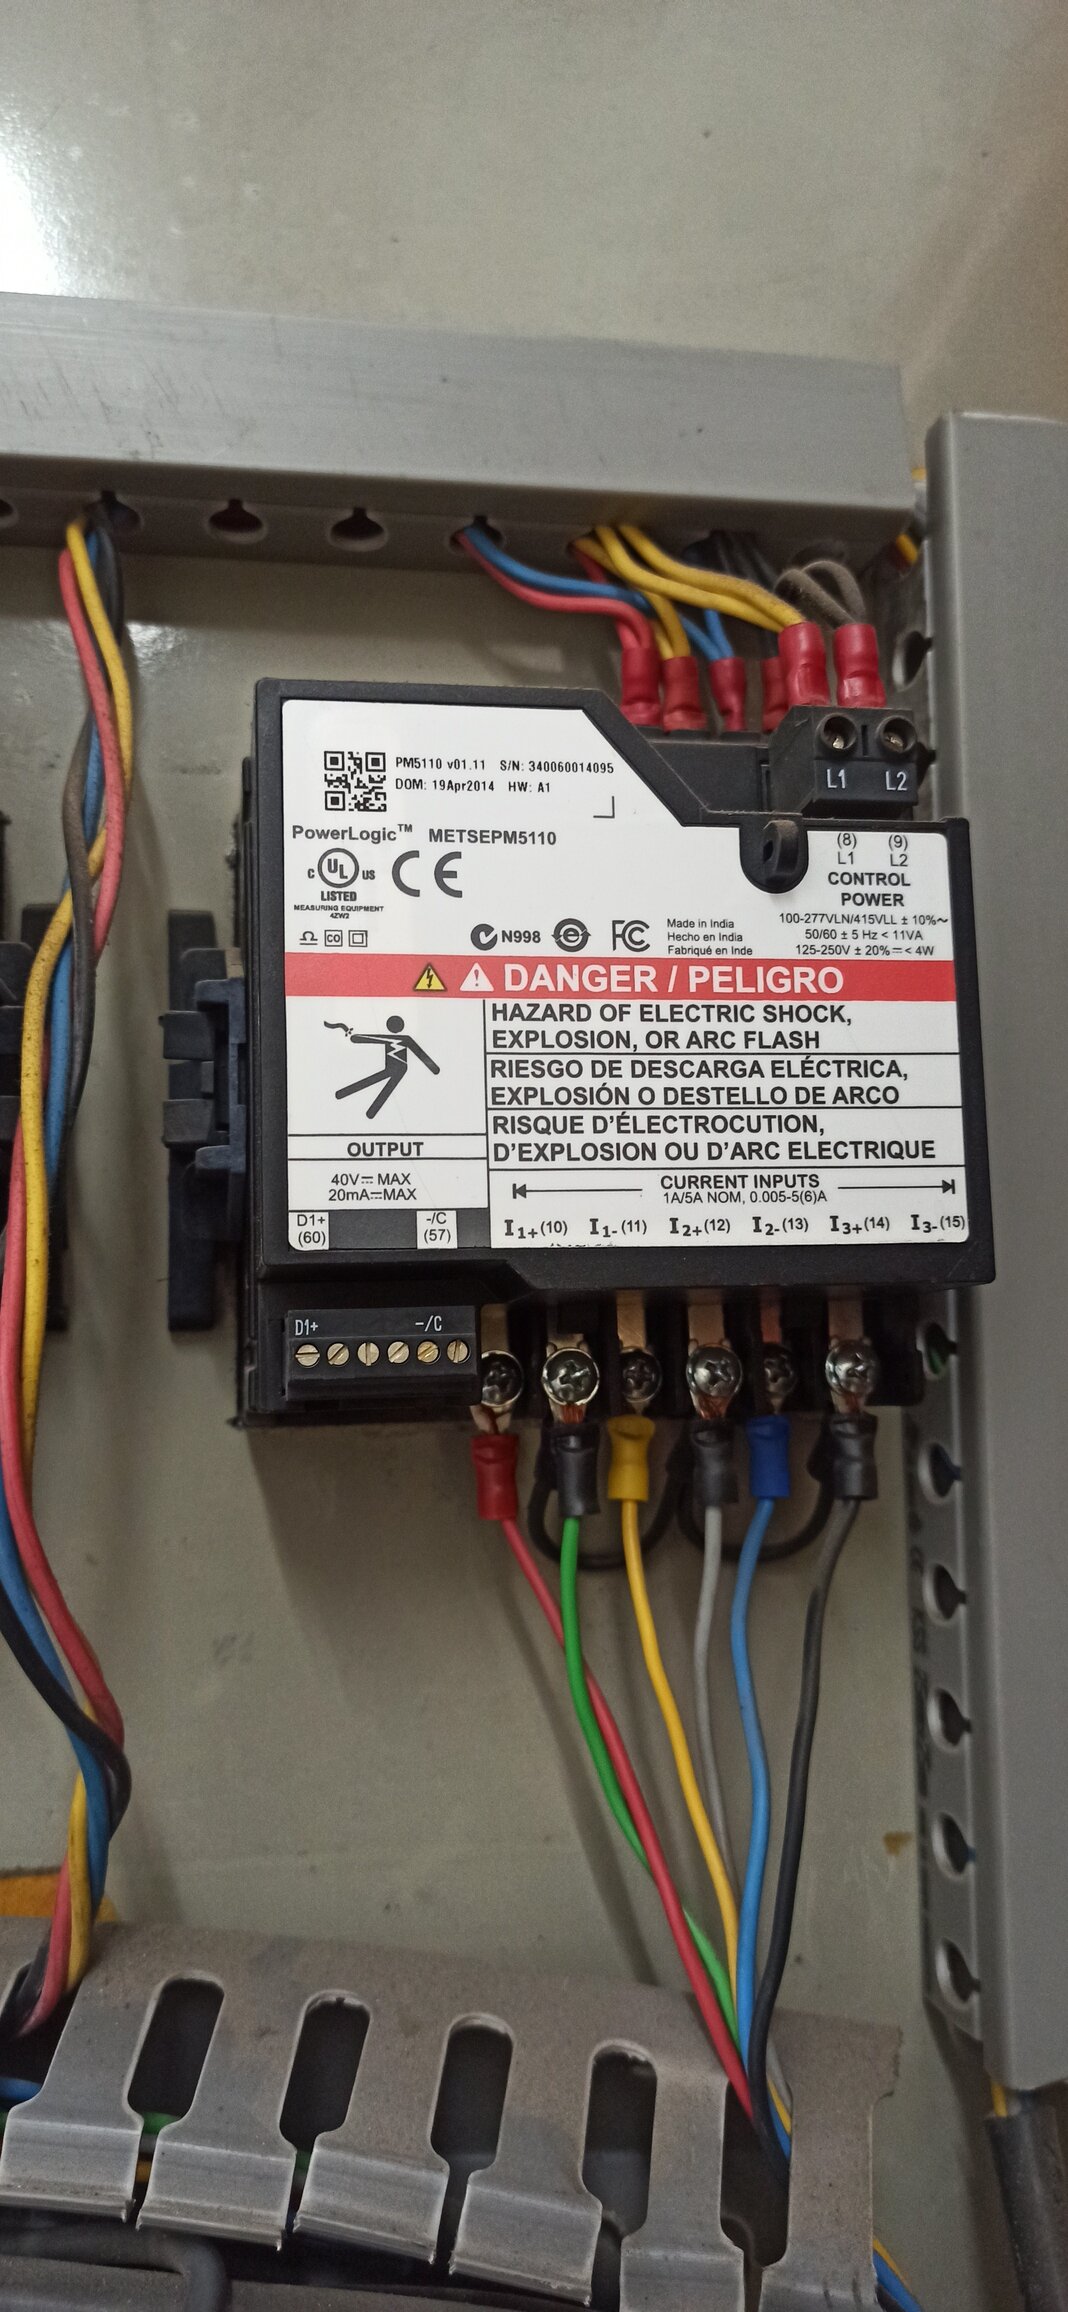 L1 L2
PM5110 v01.11 S/N: 340060014095
DOM: 19Apr2014 HW: A1
PowerLogic™ METSEPM5110
C UL US
LISTED
MEASURING EQUIPMENT
4ZW2
CE
N998
FC
Made in India
Hecho en India
Fabriqué en Inde
(8) (9)
L1 L2
CONTROL
POWER
100-277VLN/415VLL ± 10%~
50/60 ± 5 Hz < 11VA
125-250V ± 20%⎓< 4W
DANGER / PELIGRO
HAZARD OF ELECTRIC SHOCK,
EXPLOSION, OR ARC FLASH
RIESGO DE DESCARGA ELÉCTRICA,
EXPLOSIÓN O DESTELLO DE ARCO
RISQUE D'ÉLECTROCUTION,
D'EXPLOSION OU D'ARC ELECTRIQUE
OUTPUT
40V⎓ MAX
20mA⎓MAX
D1+ -/C
(60) (57)
CURRENT INPUTS
1A/5A NOM, 0.005-5(6)A
I1+(10) I1-(11) I2+(12) I2-(13) I3+(14) I3-(15)
D1+ -/C